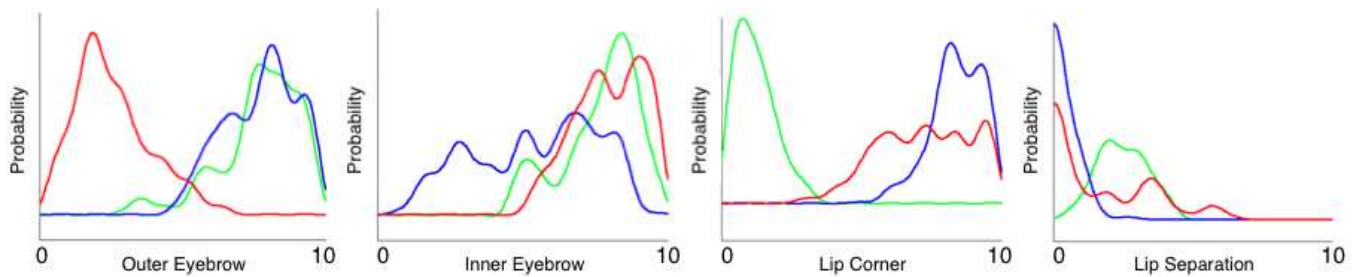 Probability
0
Outer Eyebrow
10
Probability
0
Inner Eyebrow
10
Probability
0
Lip Corner
10
Probability
0
Lip Separation
10